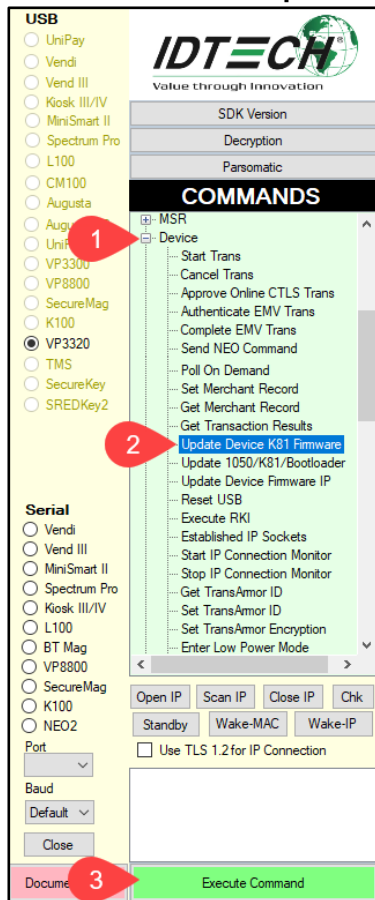 USB
UniPay
Vendi
Vend III
Kiosk III/IV
MiniSmart II
Spectrum Pro
L100
CM100
Augusta
VP3300
VP8800
SecureMag
K100
VP3320
TMS
SecureKey
SREDKey2
Serial
Vendi
Vend III
MiniSmart II
Spectrum Pro
Kiosk III/IV
L100
BT Mag
VP8800
SecureMag
K100
NEO2
Port
Baud
Default
Close
IDTECH®
Value through Innovation
SDK Version
Decryption
Parsomatic
COMMANDS
MSR
1
Device
Start Trans
Cancel Trans
Approve Online CTLS Trans
Authenticate EMV Trans
Complete EMV Trans
Send NEO Command
Poll On Demand
Set Merchant Record
Get Merchant Record
Get Transaction Results
2
Update Device K81 Firmware
Update 1050/K81/Bootloader
Update Device Firmware IP
Reset USB
Execute RKI
Established IP Sockets
Start IP Connection Monitor
Stop IP Connection Monitor
Get TransAmor ID
Set TransAmor ID
Set TransAmor Encryption
Enter Low Power Mode
Open IP Scan IP Close IP Chk
Standby Wake-MAC Wake-IP
Use TLS 1.2 for IP Connection
3 Execute Command